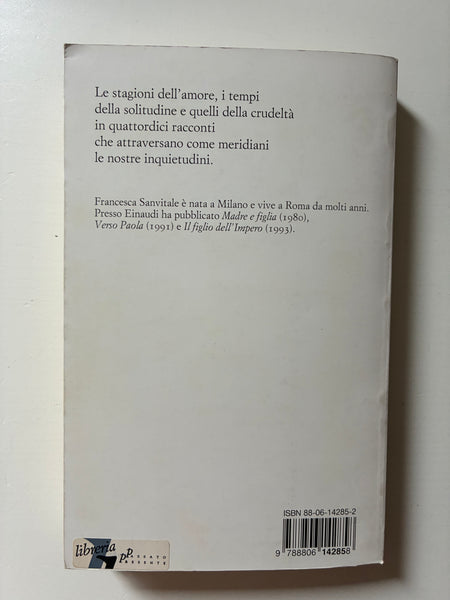 Le stagioni dell'amore, i tempi
della solitudine e quelli della crudeltà
in quattordici racconti
che attraversano come meridiani
le nostre inquietudini.
Francesca Sanvitale è nata a Milano e vive a Roma da molti anni.
Presso Einaudi ha pubblicato Madre e figlia (1980),
Verso Paola (1991) e Il figlio dell'Impero (1993).
ISBN 88-06-14285-2
9 788806 142858
libreria
PASSATO
PRESENTE